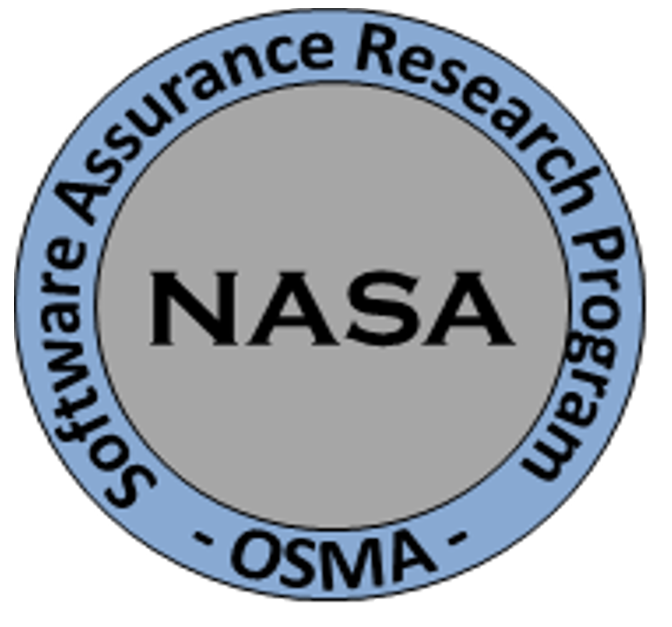 Software Assurance Research Program
NASA
- OSMA -